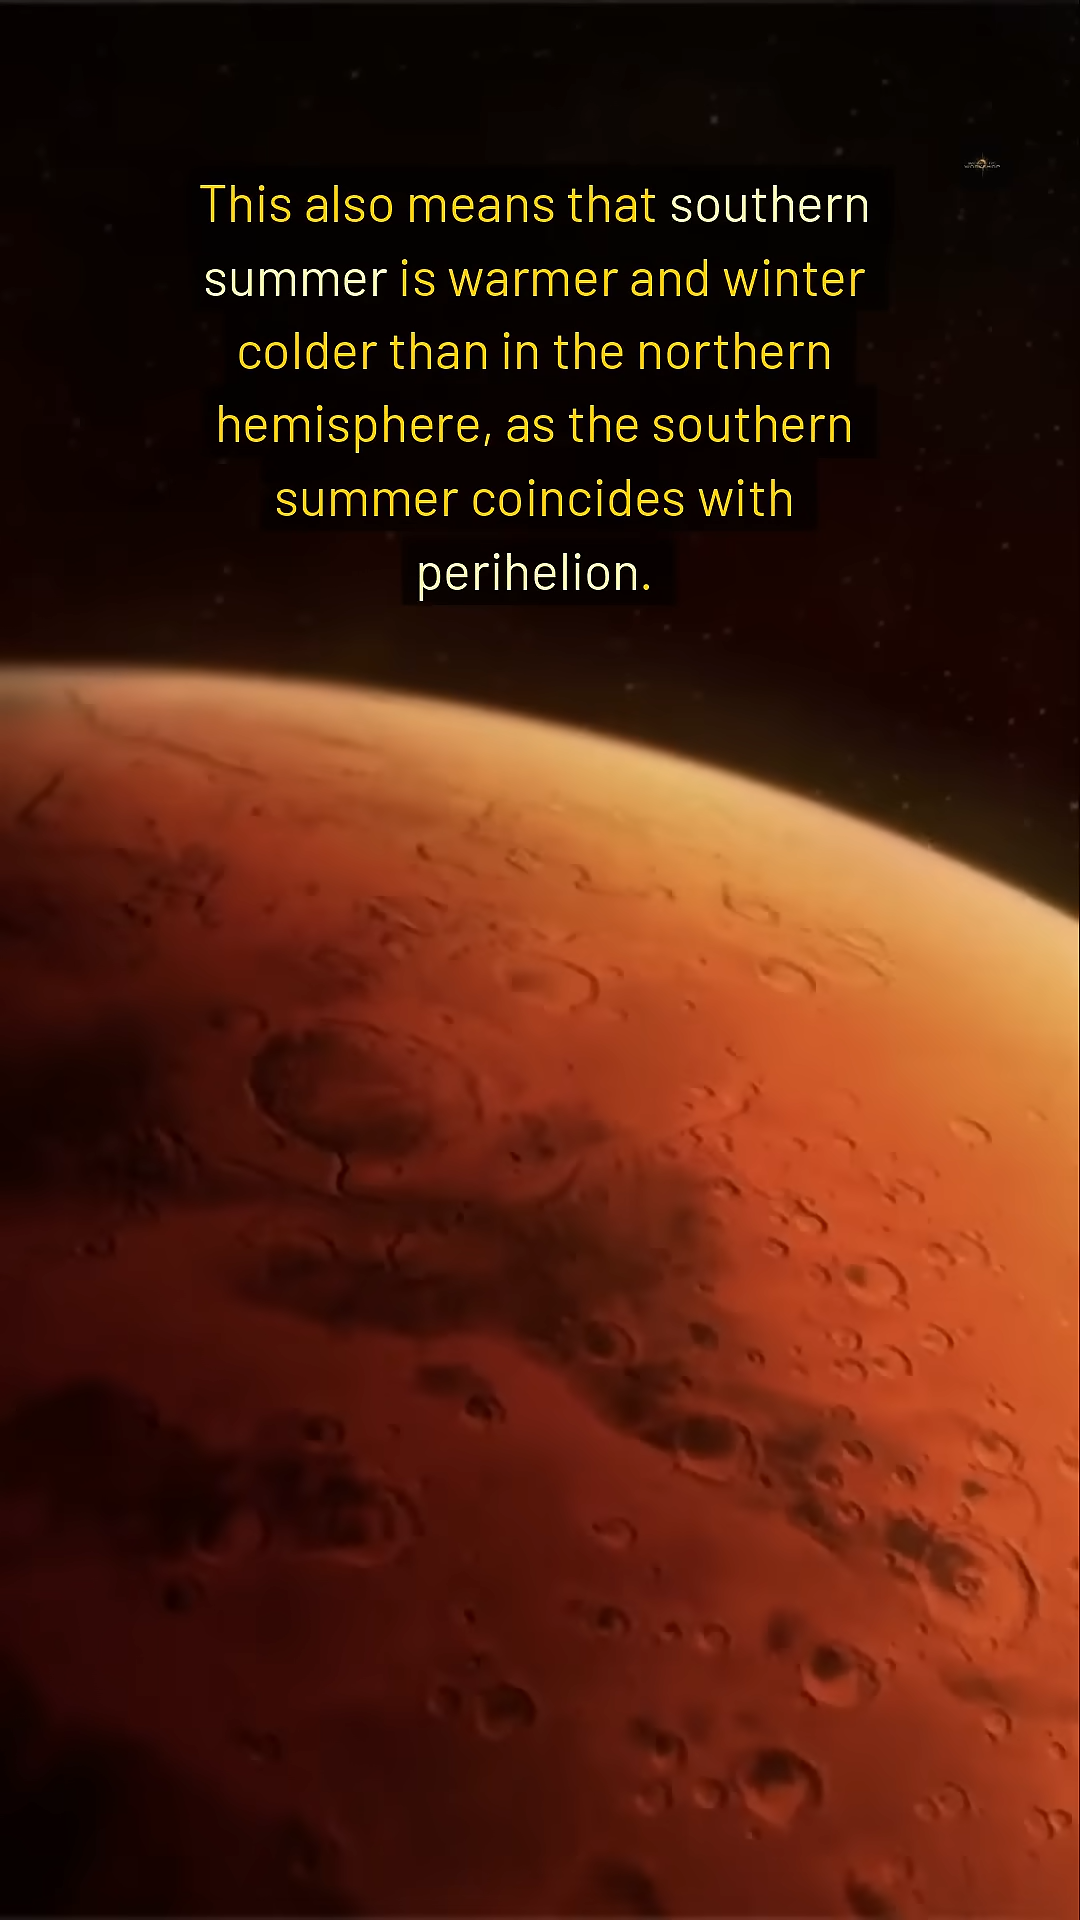 This also means that southern
summer is warmer and winter
colder than in the northern
hemisphere, as the southern
summer coincides with
perihelion.